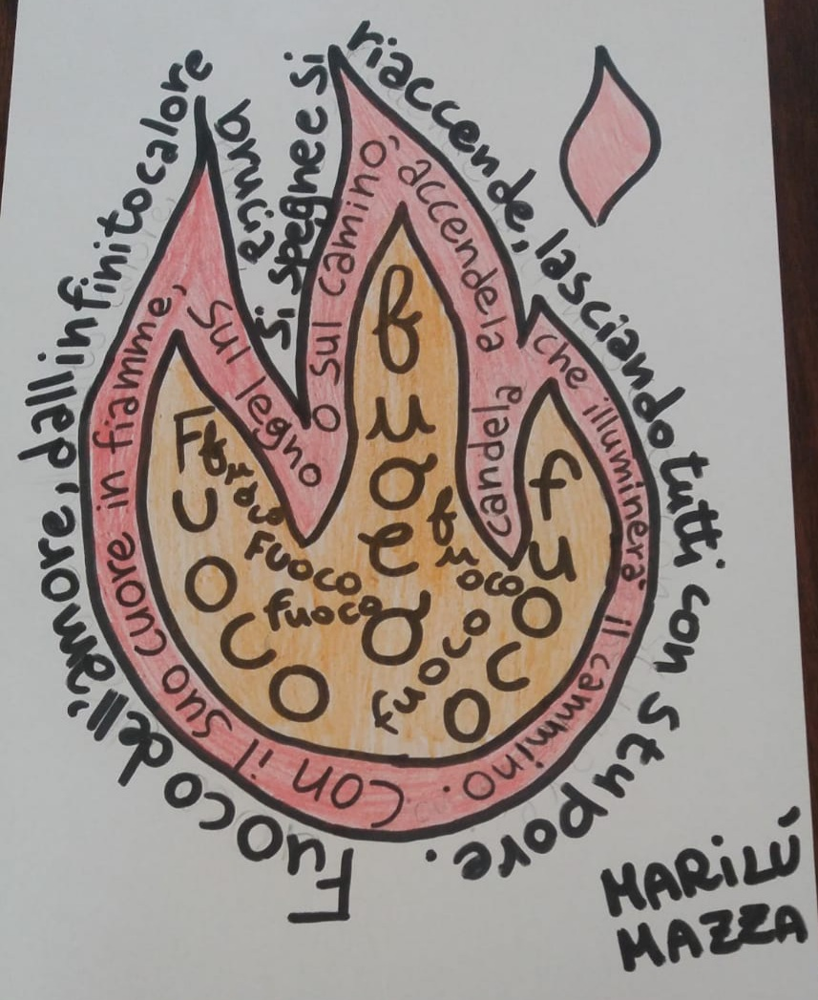 Fuoco dell'amore, dall infinito calore
si spegne e si
riaccende, lasciando tutti con stupore.
Con il suo cuore in fiamme,
sul legno
o sul camino,
accende la
candela
che illuminerà il cammino.
Fuoco
fuoco
Fuoco
fuoco
fuoco
fuoco
fuoco
fuoco
MARILÚ
MAZZA